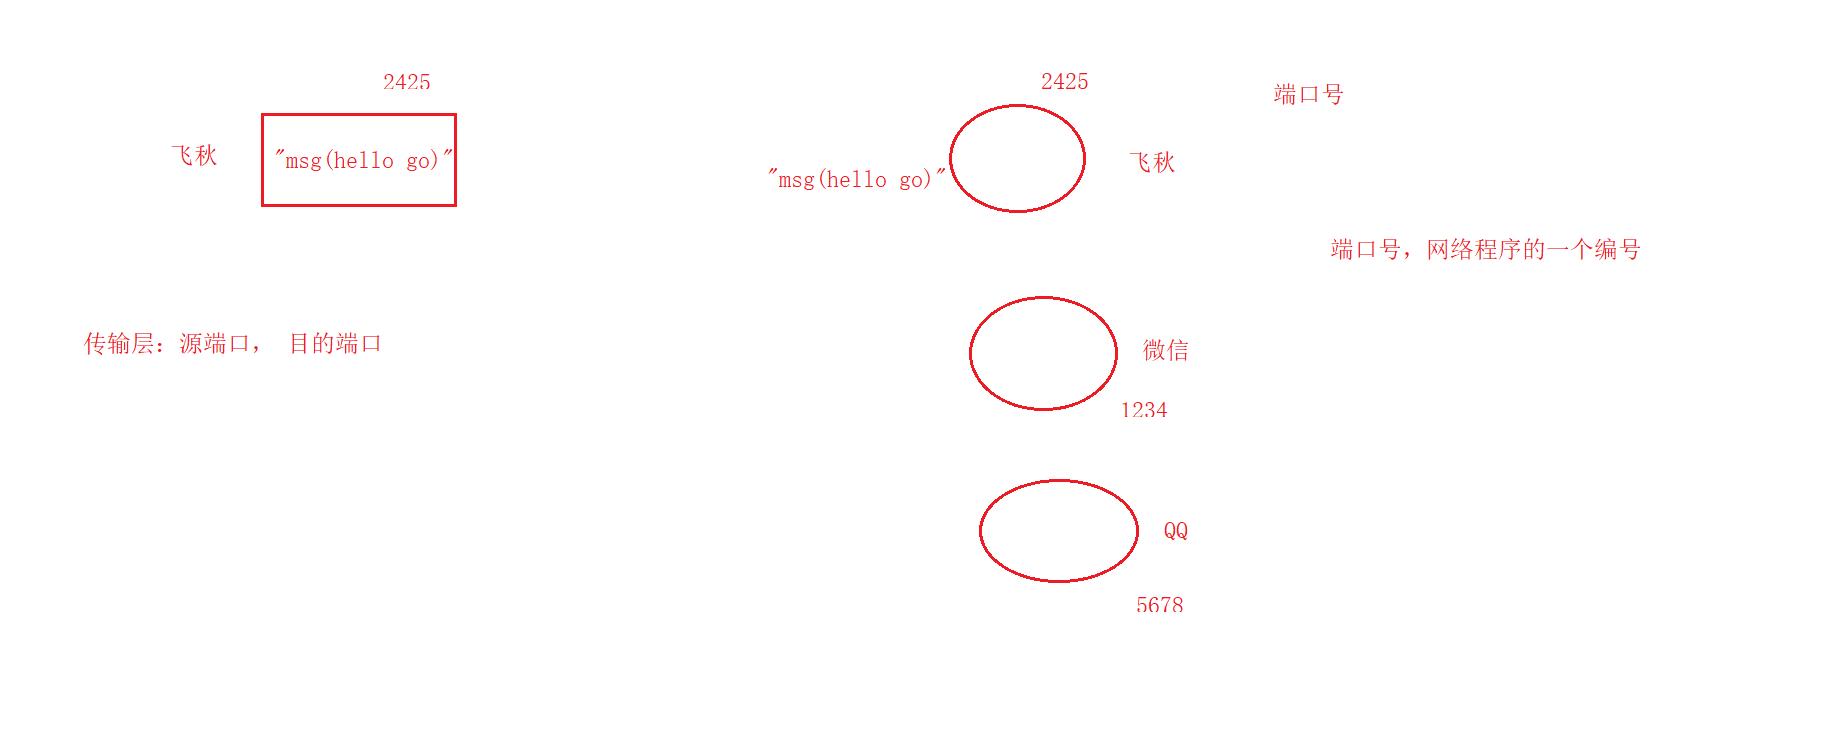 2425
飞秋
"msg(hello go)"
传输层：源端口， 目的端口
2425
"msg(hello go)"
飞秋
微信
1234
QQ
5678
端口号
端口号，网络程序的一个编号